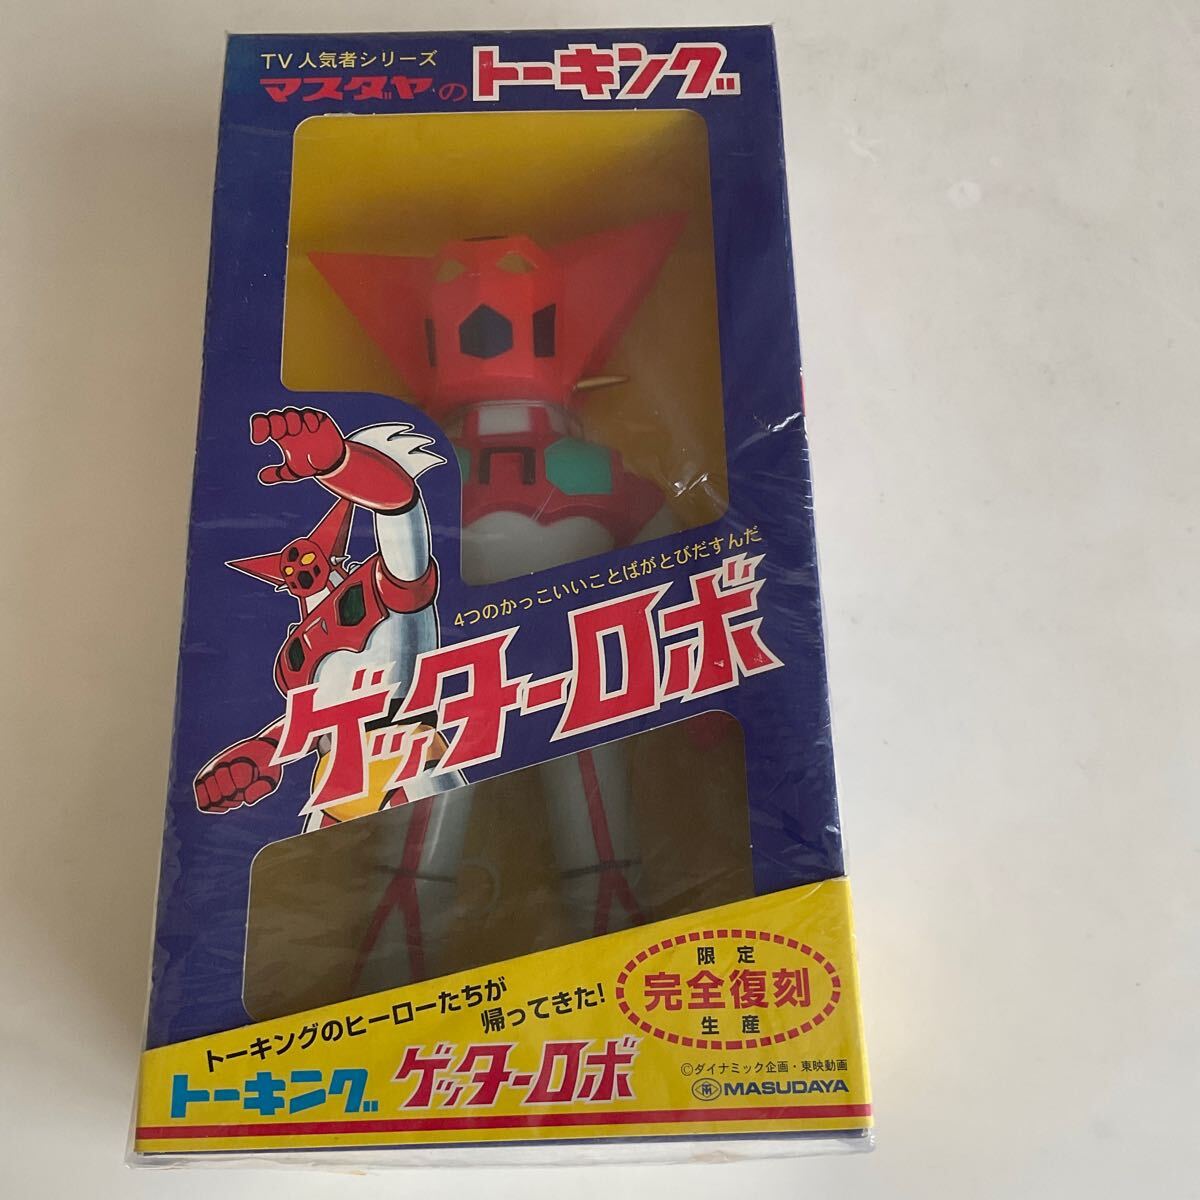 TV人気者シリーズ
マスダヤのトーキング
4つのかっこいいことばがとびだすんだ
ゲッターロボ
トーキングのヒーローたちが
帰ってきた!
限定
完全復刻
生産
トーキング ゲッターロボ
©ダイナミック企画・東映動画
MASUDAYA